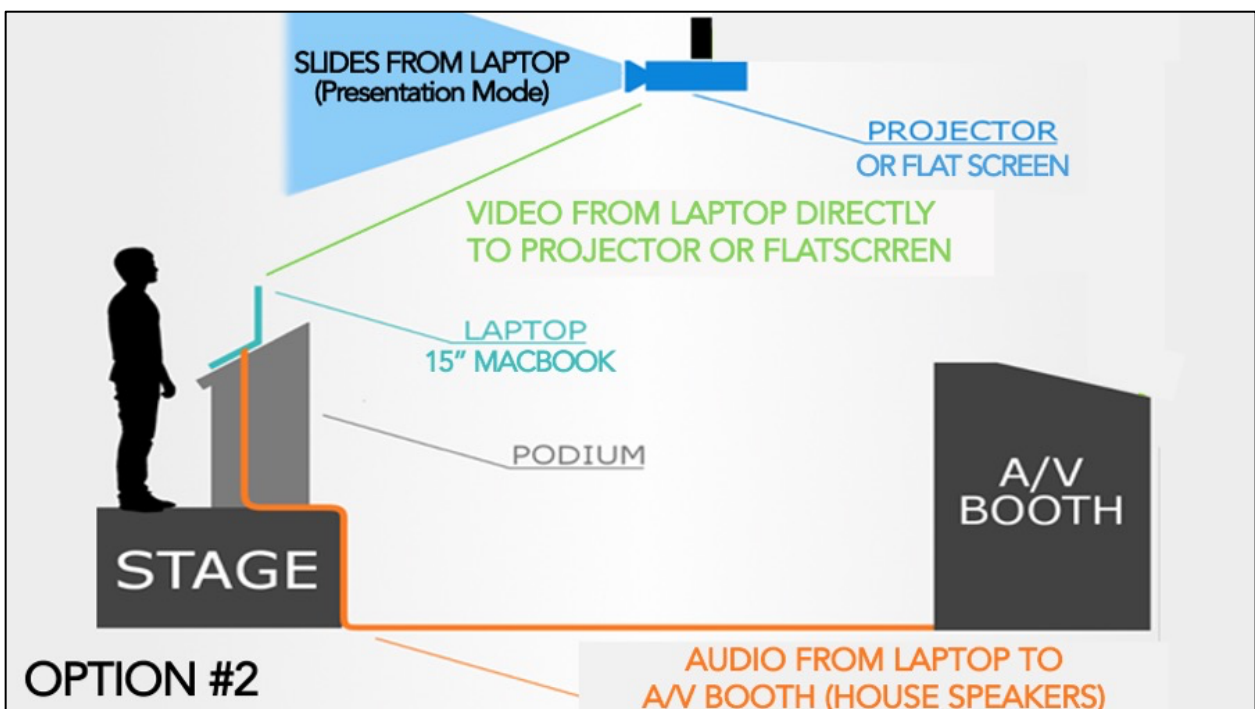 SLIDES FROM LAPTOP
(Presentation Mode)
PROJECTOR
OR FLAT SCREEN
VIDEO FROM LAPTOP DIRECTLY
TO PROJECTOR OR FLATSCRREN
LAPTOP
15” MACBOOK
PODIUM
A/V
BOOTH
STAGE
OPTION #2
AUDIO FROM LAPTOP TO
A/V BOOTH (HOUSE SPEAKERS)